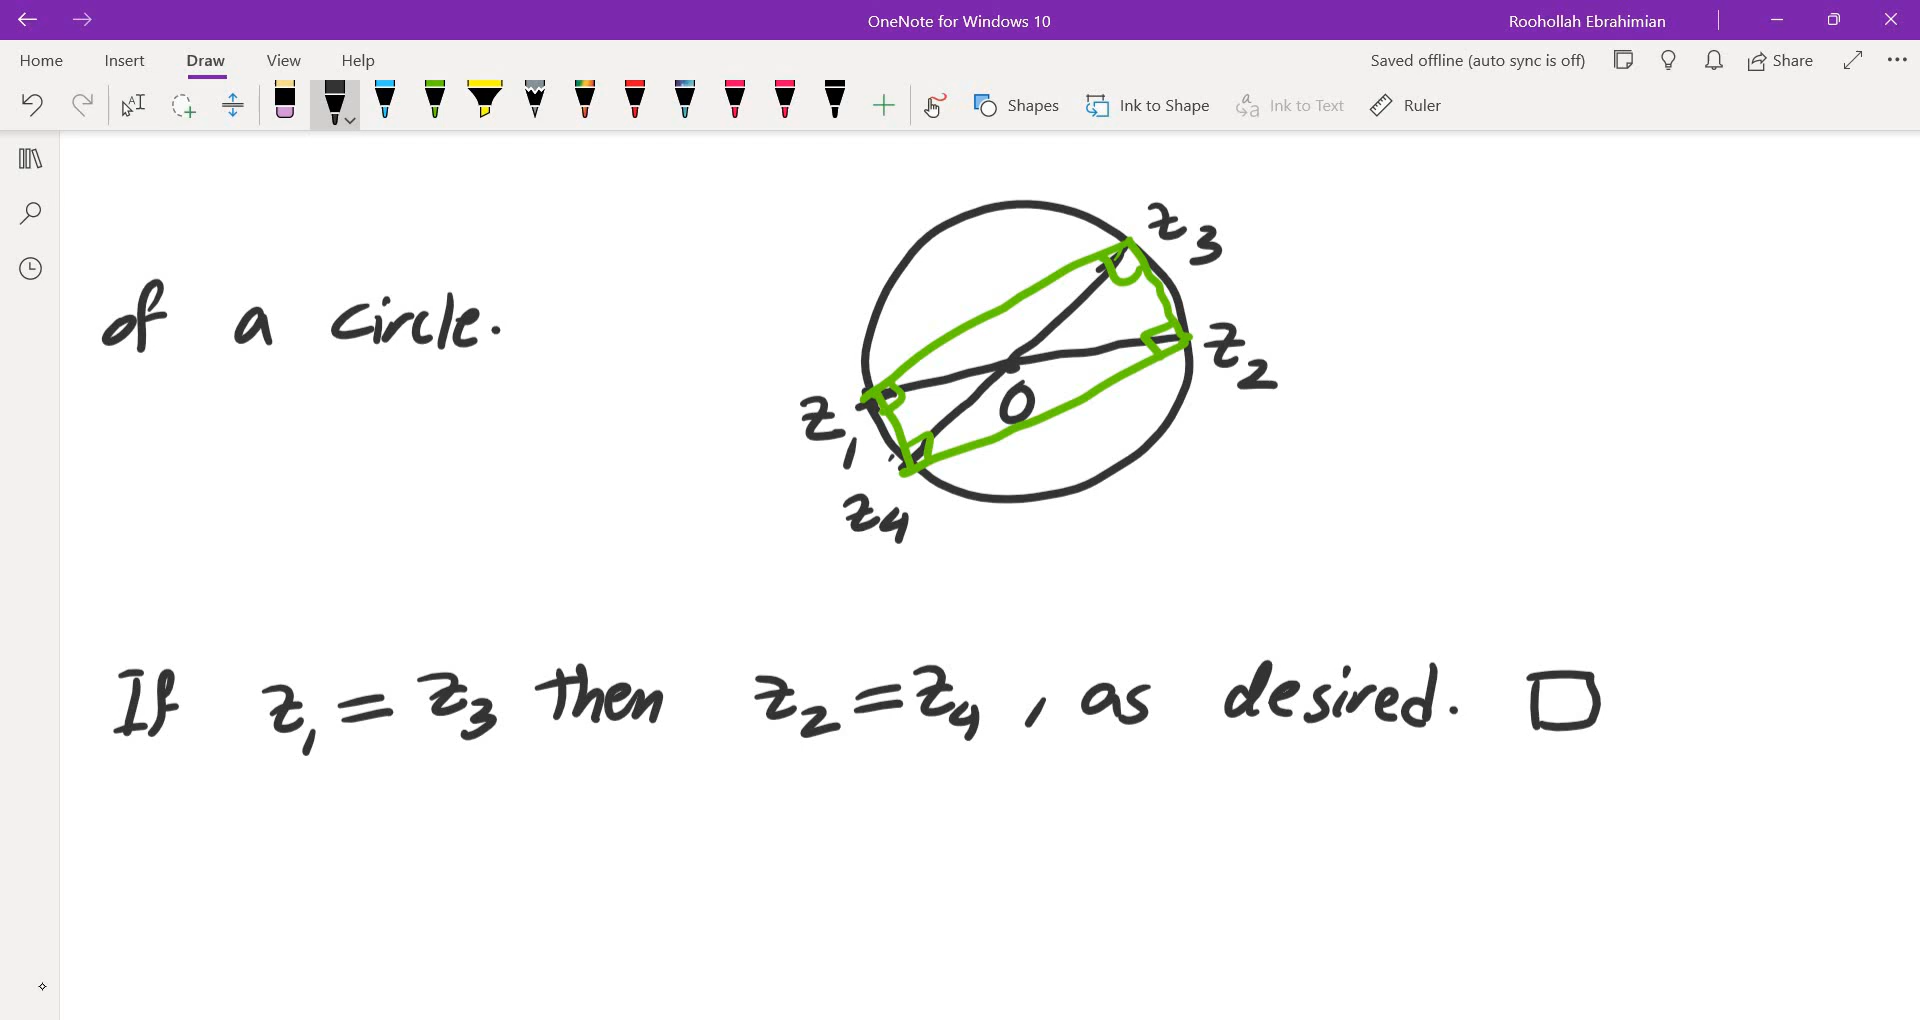 OneNote for Windows 10
Roohollah Ebrahimian
Home Insert Draw View Help
Saved offline (auto sync is off) Share
Shapes Ink to Shape Ink to Text Ruler
z₃
of a circle.
z₂
O
z₁
z₄
If z₁ = z₃ then z₂ = z₄, as desired. □